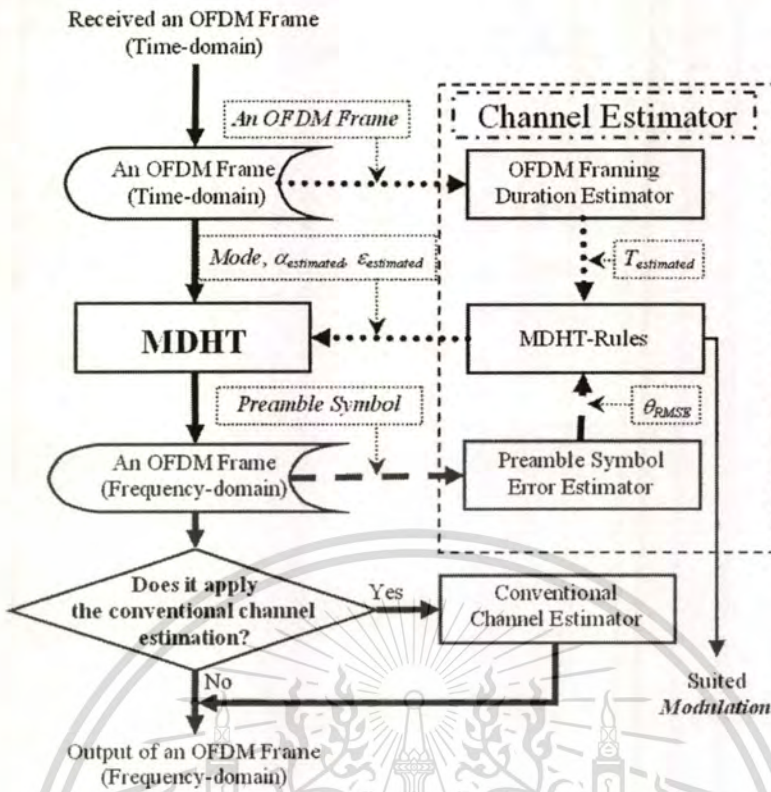 Received an OFDM Frame
(Time-domain)
An OFDM Frame
Channel Estimator
An OFDM Frame
(Time-domain)
OFDM Framing
Duration Estimator
Mode, αestimated, εestimated
Testimated
MDHT
MDHT-Rules
Preamble Symbol
θRMSE
An OFDM Frame
(Frequency-domain)
Preamble Symbol
Error Estimator
Does it apply
the conventional channel
estimation?
Yes
Conventional
Channel Estimator
No
Suited
Modulation
Output of an OFDM Frame
(Frequency-domain)